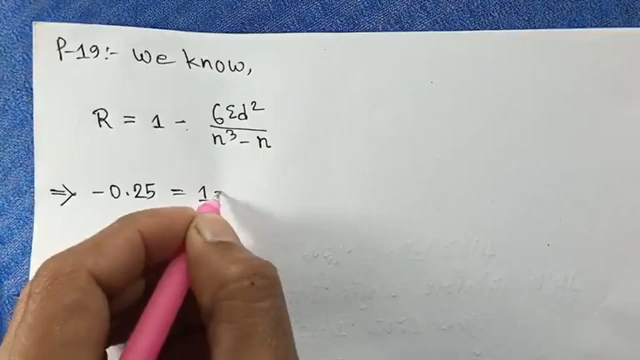 P-19:- We know,
R = 1 - 6Σd²/n³-n
⇒ -0.25 = 1-